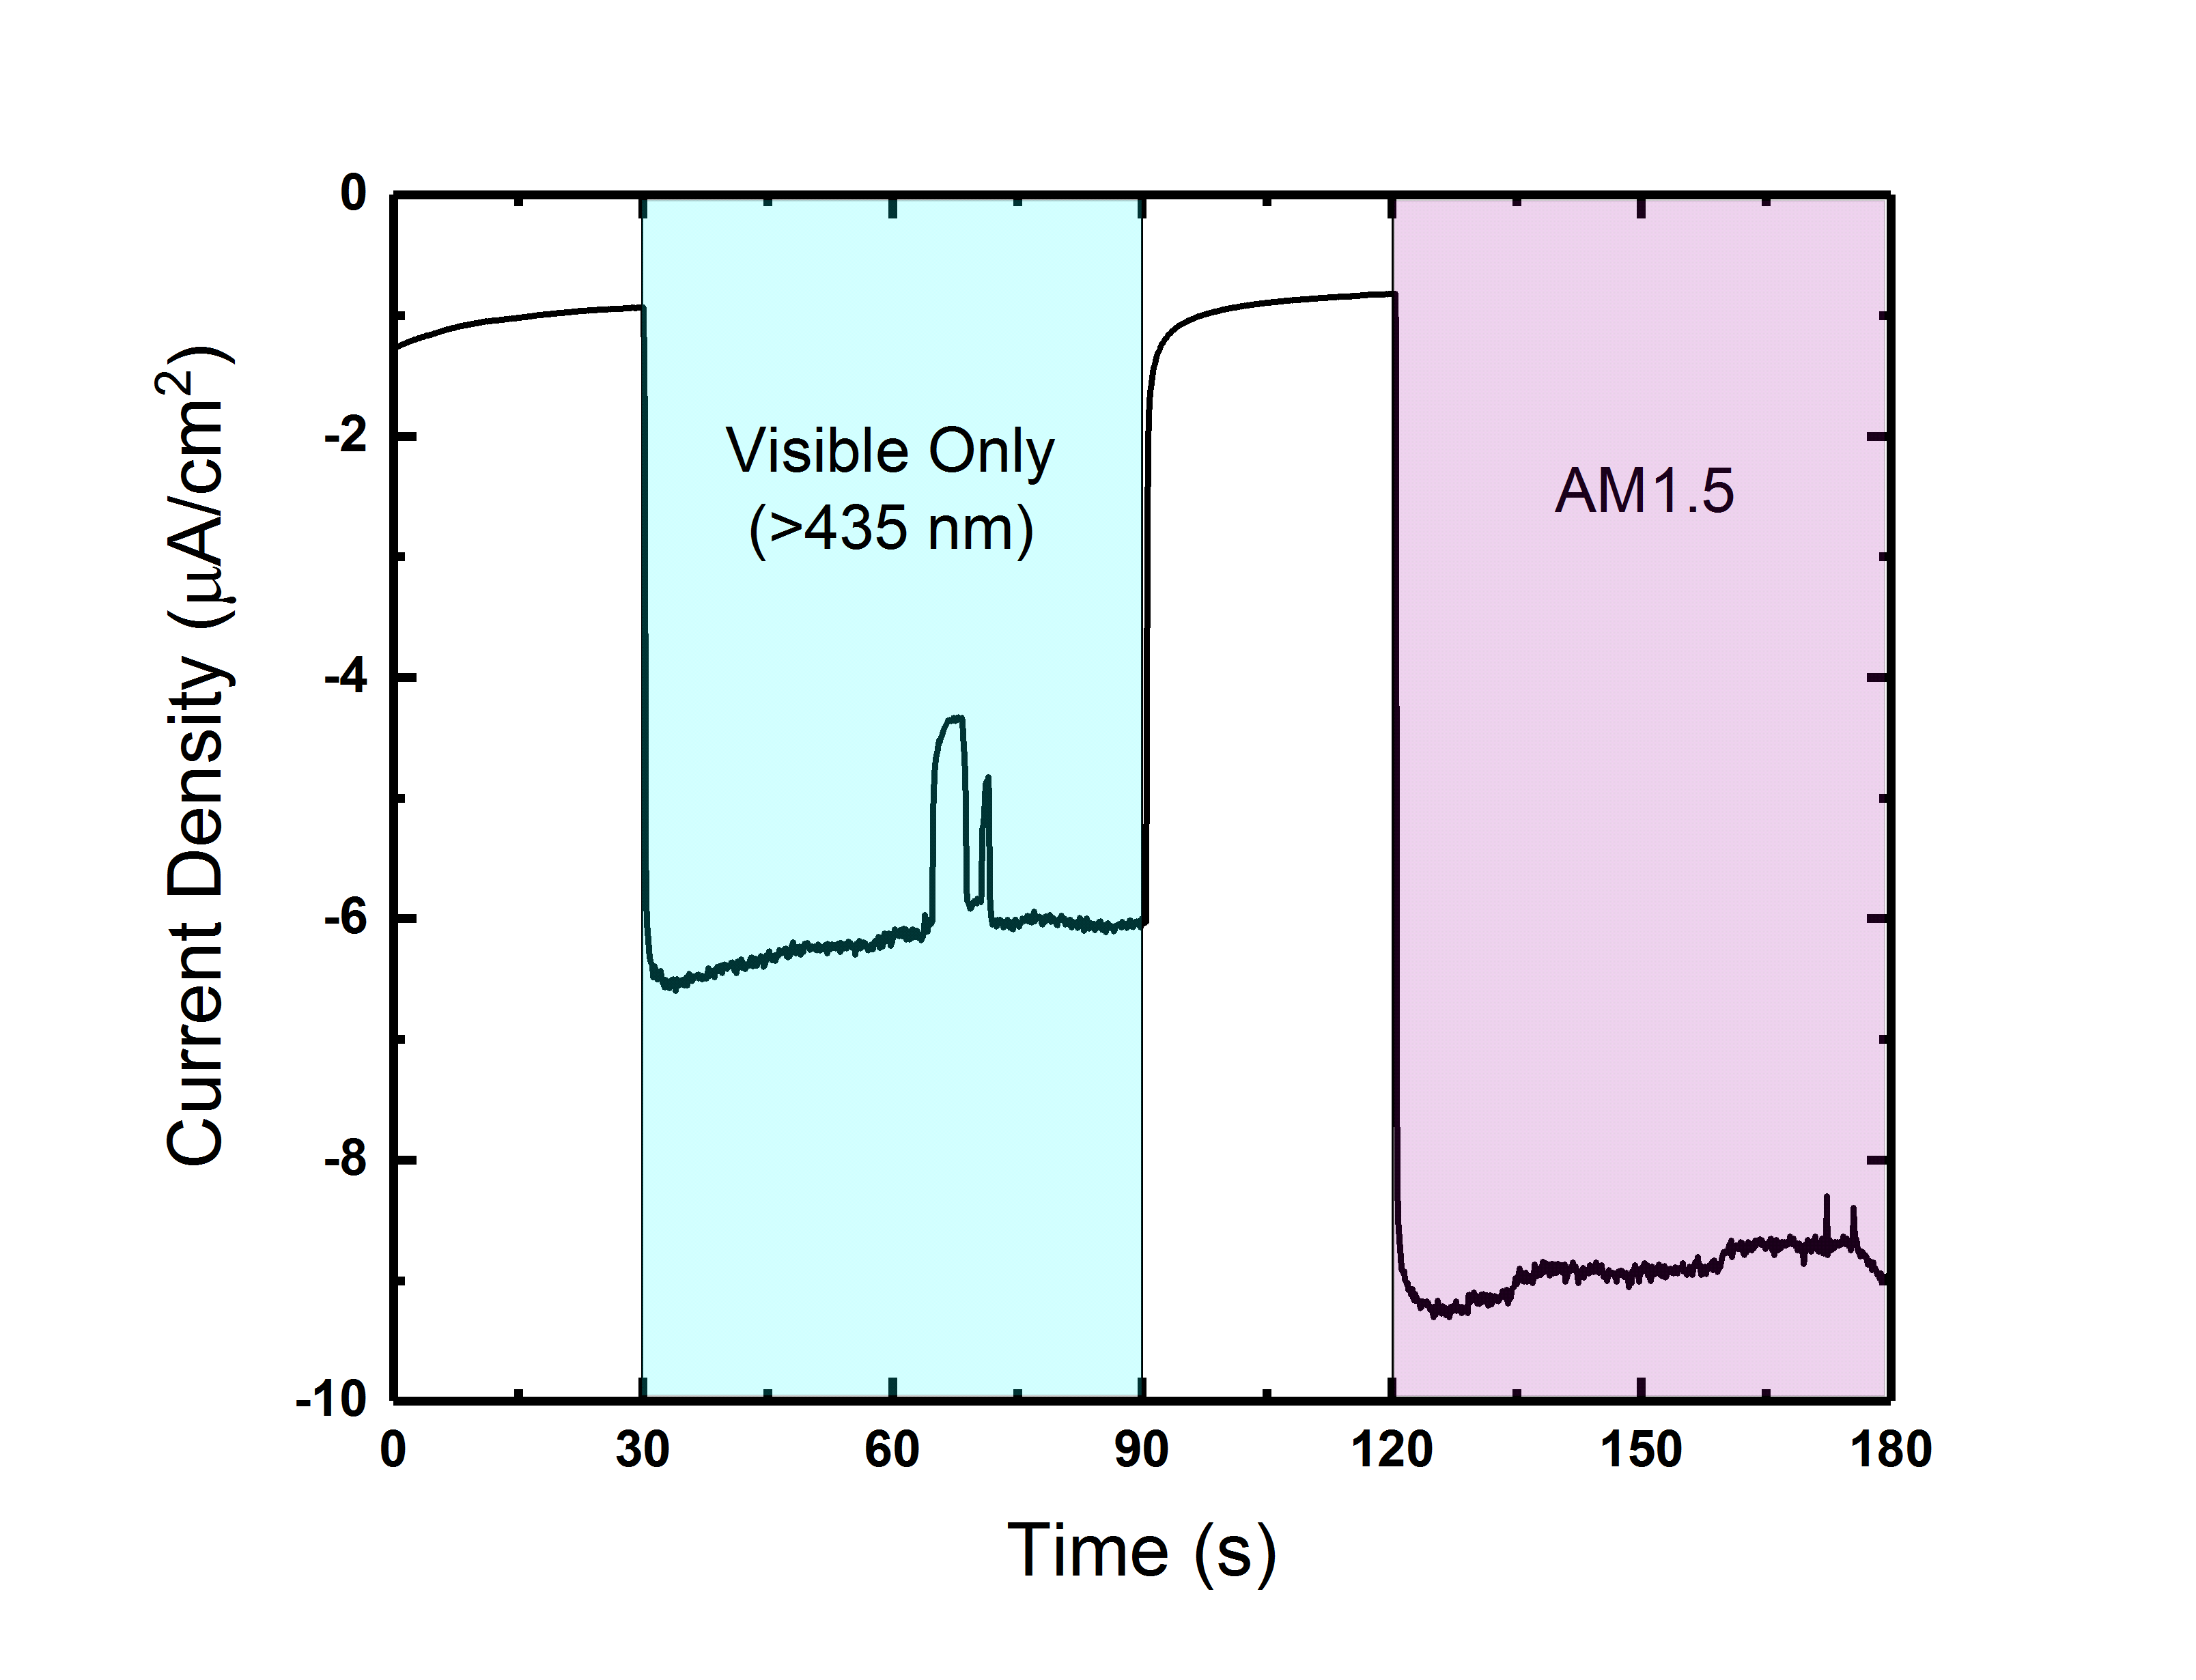 0
-2
-4
-6
-8
-10
Current Density (μA/cm²)
Visible Only
(>435 nm)
AM1.5
0 30 60 90 120 150 180
Time (s)